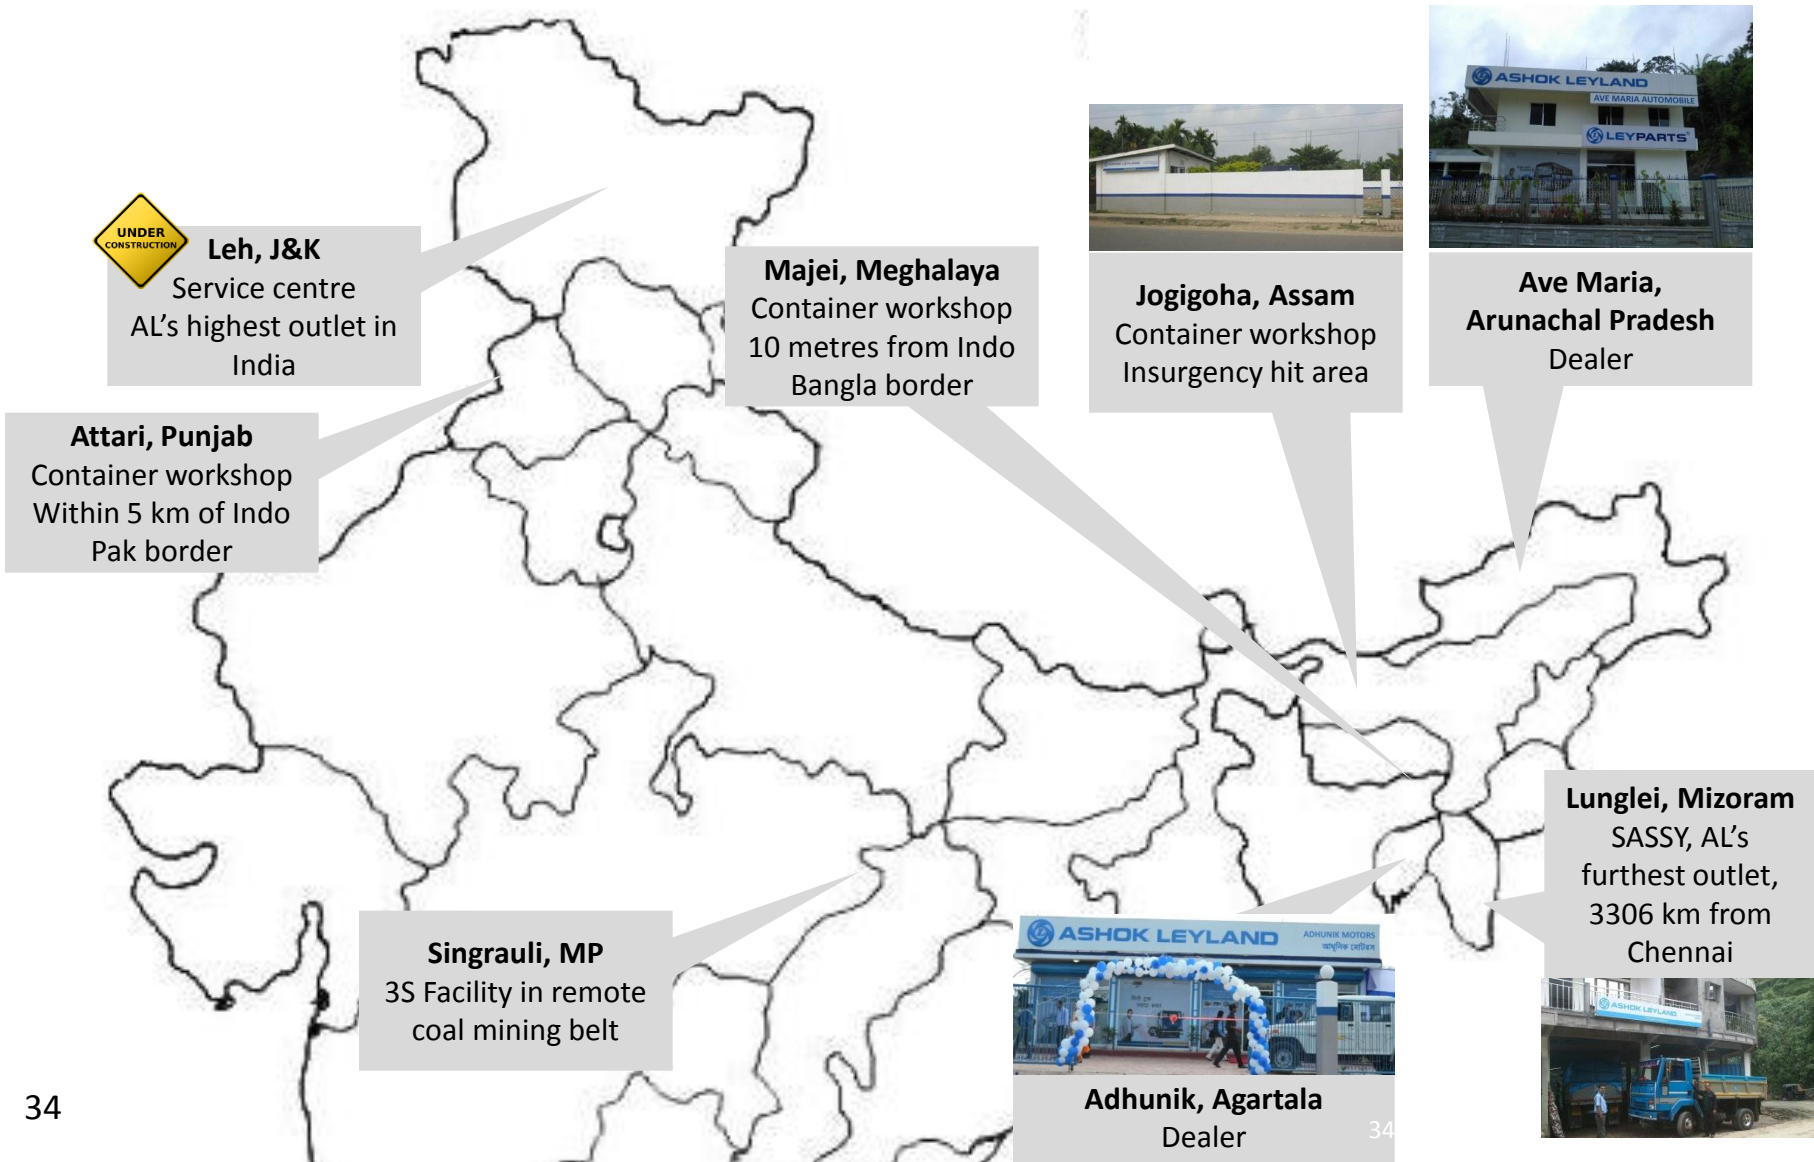 UNDER
CONSTRUCTION
Leh, J&K
Service centre
AL's highest outlet in
India
Attari, Punjab
Container workshop
Within 5 km of Indo
Pak border
Majei, Meghalaya
Container workshop
10 metres from Indo
Bangla border
ASHOK LEYLAND
Jogigoha, Assam
Container workshop
Insurgency hit area
ASHOK LEYLAND
AVE MARIA AUTOMOBILE
LEYPARTS
Ave Maria,
Arunachal Pradesh
Dealer
Lunglei, Mizoram
SASSY, AL's
furthest outlet,
3306 km from
Chennai
ASHOK LEYLAND
Singrauli, MP
3S Facility in remote
coal mining belt
ASHOK LEYLAND
ADHUNIK MOTORS
আধুনিক মোটরস
Adhunik, Agartala
Dealer
34
34